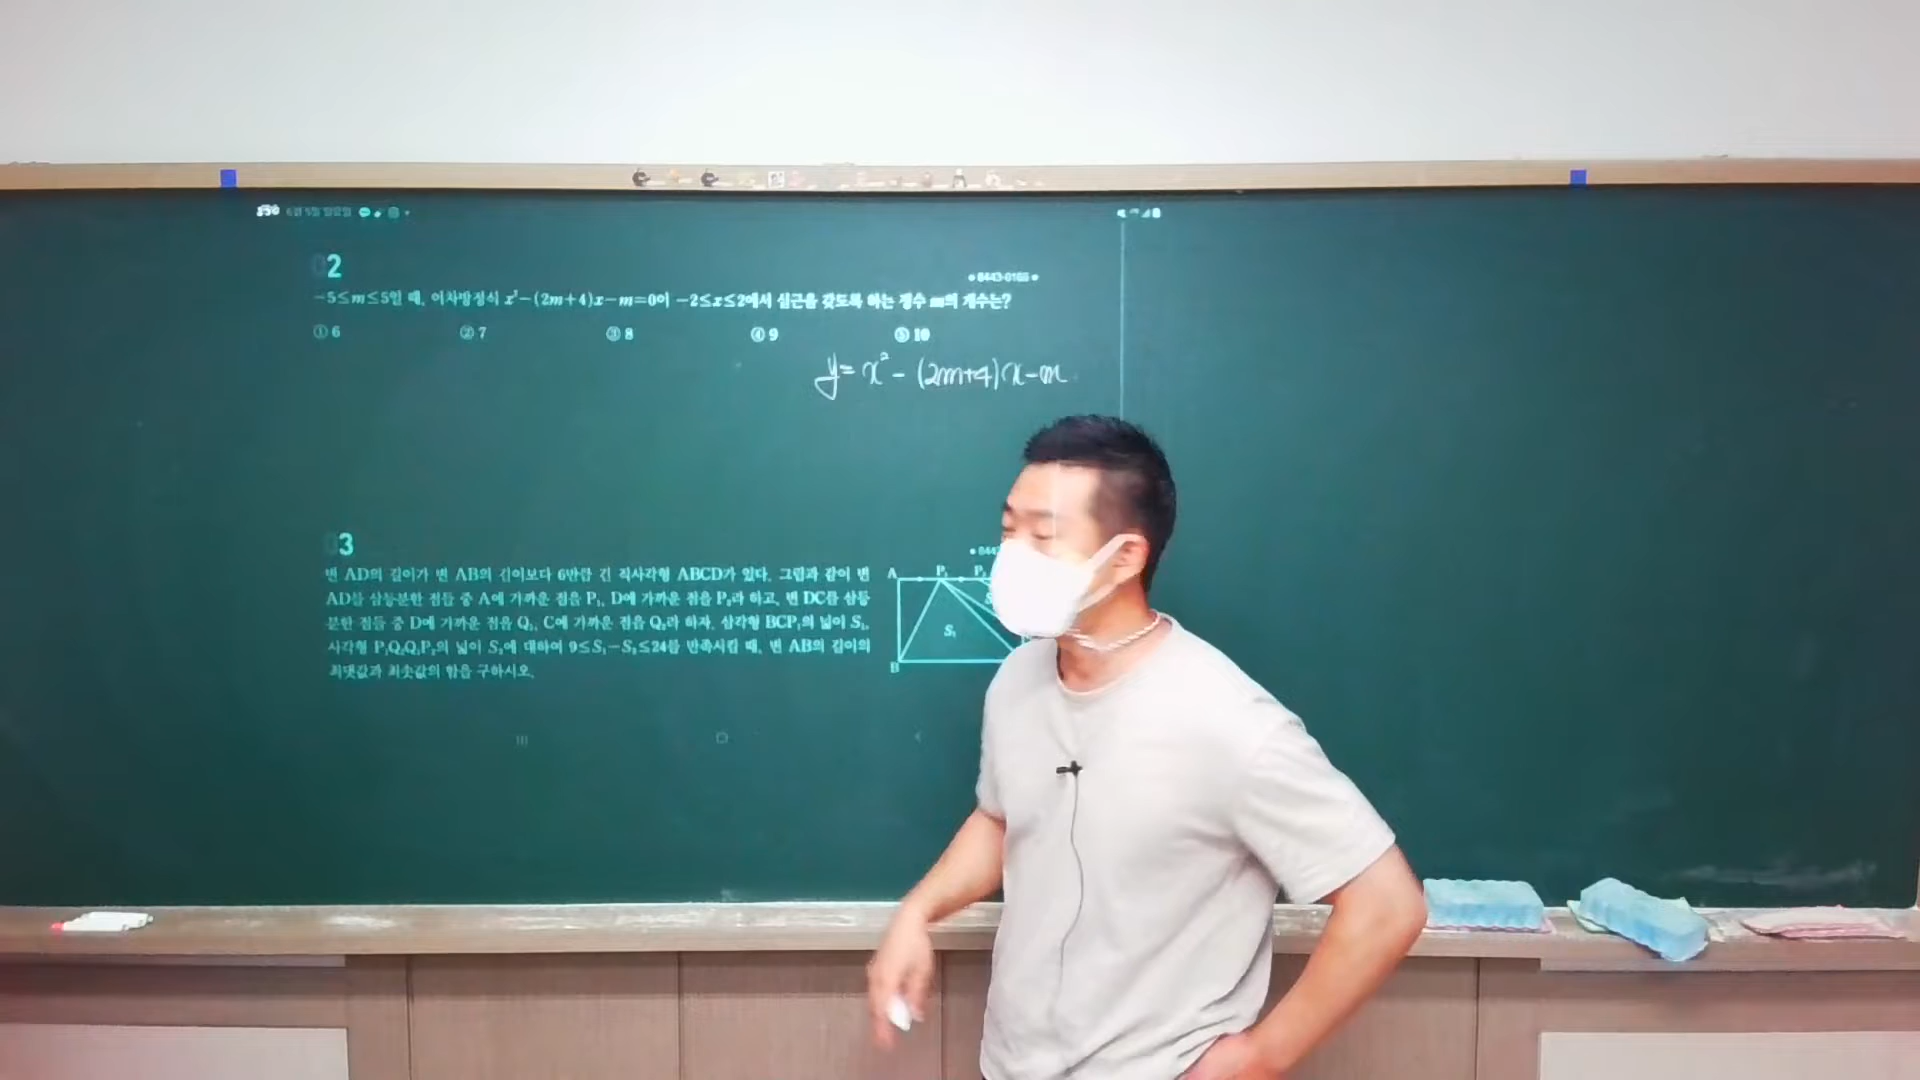 02
8443-0166
-5≤m≤5일 때, 이차방정식 x²-(2m+4)x-m=0이 -2≤x≤2에서 실근을 갖도록 하는 정수 m의 개수는?
① 6 ② 7 ③ 8 ④ 9 ⑤ 10
y= x² - (2m+4)x-m
03
변 AD의 길이가 변 AB의 길이보다 6만큼 긴 직사각형 ABCD가 있다. 그림과 같이 변
AD를 삼등분한 점들 중 A에 가까운 점을 P₁, D에 가까운 점을 P₂라 하고, 변 DC를 삼등
분한 점들 중 D에 가까운 점을 Q₁, C에 가까운 점을 Q₂라 하자. 삼각형 BCP₁의 넓이 S₁,
사각형 P₁Q₂Q₁P₂의 넓이 S₂에 대하여 9≤S₁-S₂≤24를 만족시킬 때, 변 AB의 길이의
최댓값과 최솟값의 합을 구하시오.
A P₁ P₂
S₁
B